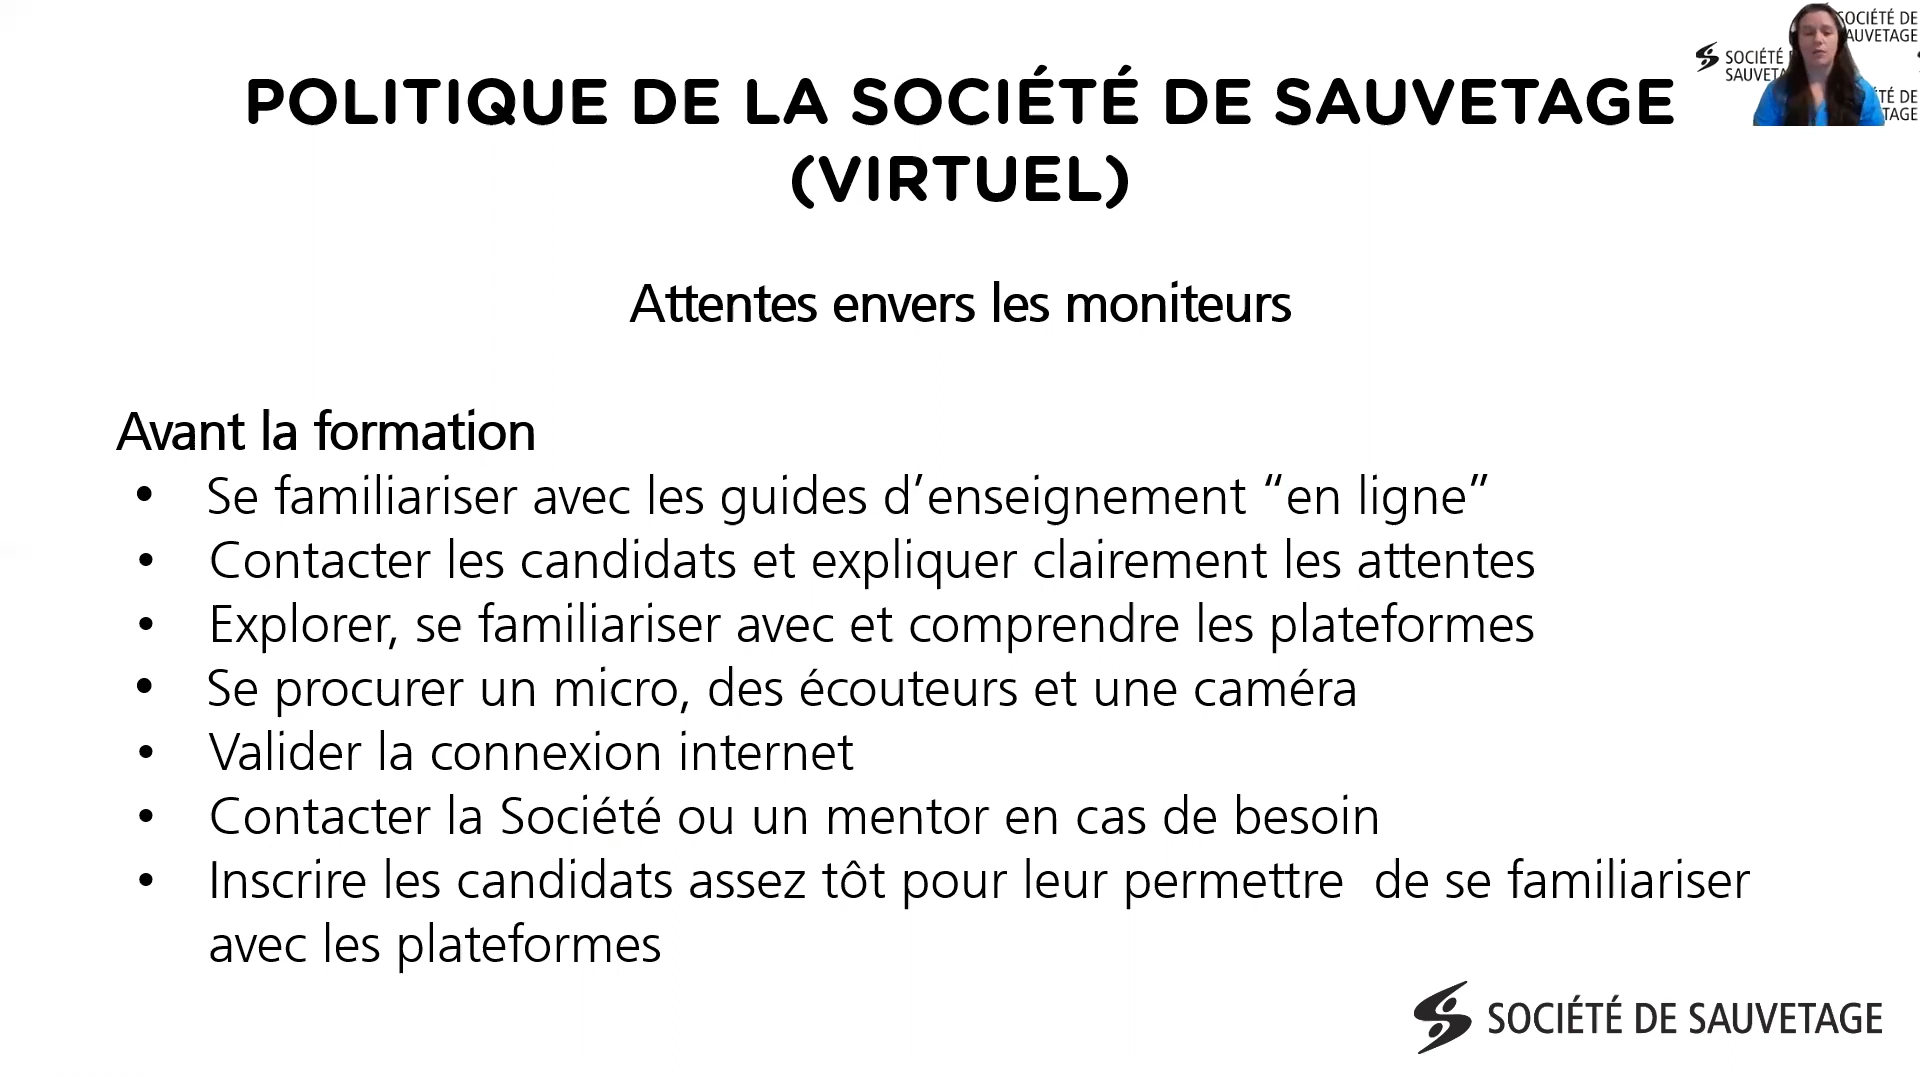 POLITIQUE DE LA SOCIÉTÉ DE SAUVETAGE
(VIRTUEL)
SOCIÉTÉ DE
SAUVETAGE
SOCIÉTÉ
Attentes envers les moniteurs
Avant la formation
• Se familiariser avec les guides d’enseignement “en ligne”
• Contacter les candidats et expliquer clairement les attentes
• Explorer, se familiariser avec et comprendre les plateformes
• Se procurer un micro, des écouteurs et une caméra
• Valider la connexion internet
• Contacter la Société ou un mentor en cas de besoin
• Inscrire les candidats assez tôt pour leur permettre  de se familiariser
avec les plateformes
SOCIÉTÉ DE SAUVETAGE